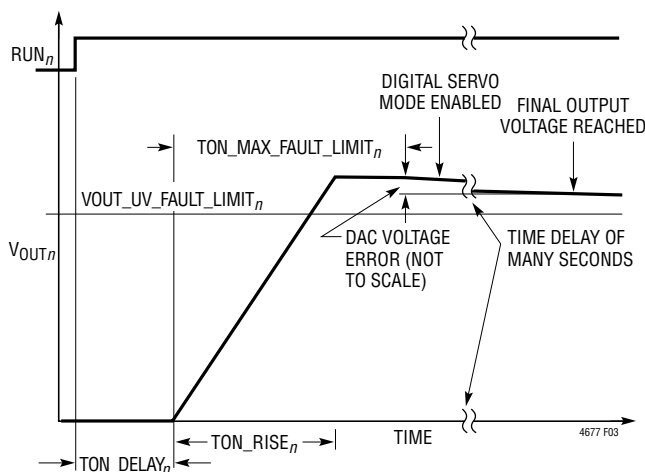 RUNn
DIGITAL SERVO
MODE ENABLED
FINAL OUTPUT
VOLTAGE REACHED
TON_MAX_FAULT_LIMITn
VOUT_UV_FAULT_LIMITn
VOUTn
DAC VOLTAGE
ERROR (NOT
TO SCALE)
TIME DELAY OF
MANY SECONDS
TON_RISEn
TIME
4677 F03
TON_DELAYn